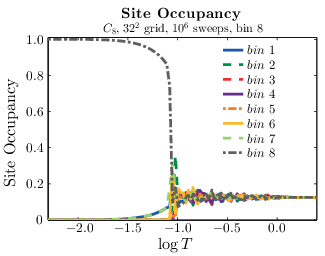 Site Occupancy
C₈, 32² grid, 10⁶ sweeps, bin 8
Site Occupancy
1.0
0.8
0.6
0.4
0.2
0
bin 1
bin 2
bin 3
bin 4
bin 5
bin 6
bin 7
bin 8
−2.0 −1.5 −1.0 −0.5 0.0
log T